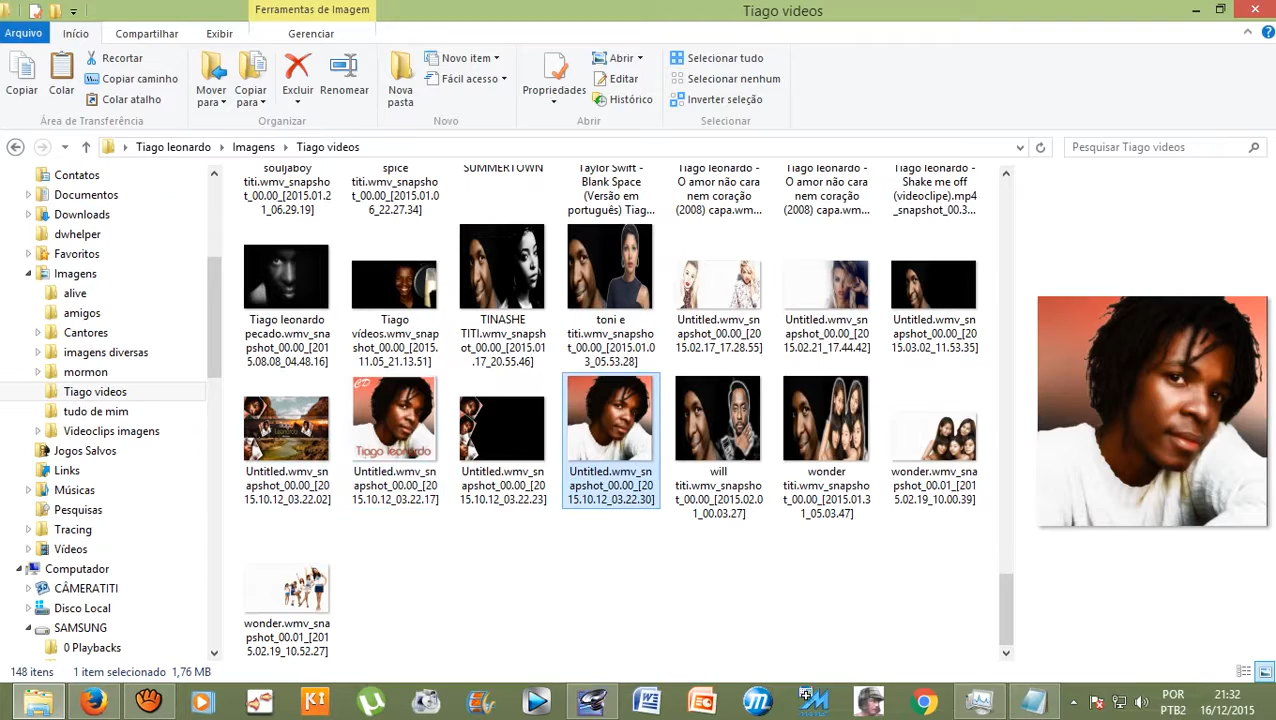 Ferramentas de Imagem
Tiago videos
Arquivo
Início
Compartilhar
Exibir
Gerenciar
Copiar
Colar
Recortar
Copiar caminho
Colar atalho
Mover para
Copiar para
Excluir
Renomear
Nova pasta
Novo item
Fácil acesso
Propriedades
Abrir
Editar
Histórico
Selecionar tudo
Selecionar nenhum
Inverter seleção
Área de Transferência
Organizar
Novo
Abrir
Selecionar
Tiago leonardo
Imagens
Tiago videos
Pesquisar Tiago videos
Contatos
Documentos
Downloads
dwhelper
Favoritos
Imagens
alive
amigos
Cantores
imagens diversas
mormon
Tiago videos
tudo de mim
Videoclips imagens
Jogos Salvos
Links
Músicas
Pesquisas
Tracing
Vídeos
Computador
CÂMERATITI
Disco Local
SAMSUNG
0 Playbacks
souljaboy
titi.wmv_snapsho
t_00.00_[2015.01.2
1_06.29.19]
spice
titi.wmv_snapsho
t_00.00_[2015.01.0
6_22.27.34]
SUMMERTOWN
Taylor Swift -
Blank Space
(Versão em
português) Tiag...
Tiago leonardo -
O amor não cara
nem coração
(2008) capa.wm...
Tiago leonardo -
O amor não cara
nem coração
(2008) capa.wm...
Tiago leonardo -
Shake me off
(videoclipe).mp4
_snapshot_00.3...
Tiago leonardo
pecado.wmv_sna
pshot_00.00_[201
5.08.08_04.48.16]
Tiago
vídeos.wmv_snap
shot_00.00_[2015.
11.05_21.13.51]
TINASHE
TITI.wmv_snapsh
ot_00.00_[2015.01
.17_20.55.46]
toni e
titi.wmv_snapsho
t_00.00_[2015.01.0
3_05.53.28]
Untitled.wmv_sn
apshot_00.00_[20
15.02.17_17.28.55]
Untitled.wmv_sn
apshot_00.00_[20
15.02.21_17.44.42]
Untitled.wmv_sn
apshot_00.00_[20
15.03.02_11.53.35]
CD
Tiago leonardo
Untitled.wmv_sn
apshot_00.00_[20
15.10.12_03.22.02]
Untitled.wmv_sn
apshot_00.00_[20
15.10.12_03.22.17]
Untitled.wmv_sn
apshot_00.00_[20
15.10.12_03.22.23]
Untitled.wmv_sn
apshot_00.00_[20
15.10.12_03.22.30]
will
titi.wmv_snapsho
t_00.00_[2015.02.0
1_00.03.27]
wonder
titi.wmv_snapsho
t_00.00_[2015.01.3
1_05.03.47]
wonder.wmv_sna
pshot_00.01_[201
5.02.19_10.00.39]
wonder.wmv_sna
pshot_00.01_[201
5.02.19_10.52.27]
148 itens 1 item selecionado 1,76 MB
POR
PTB2
21:32
16/12/2015